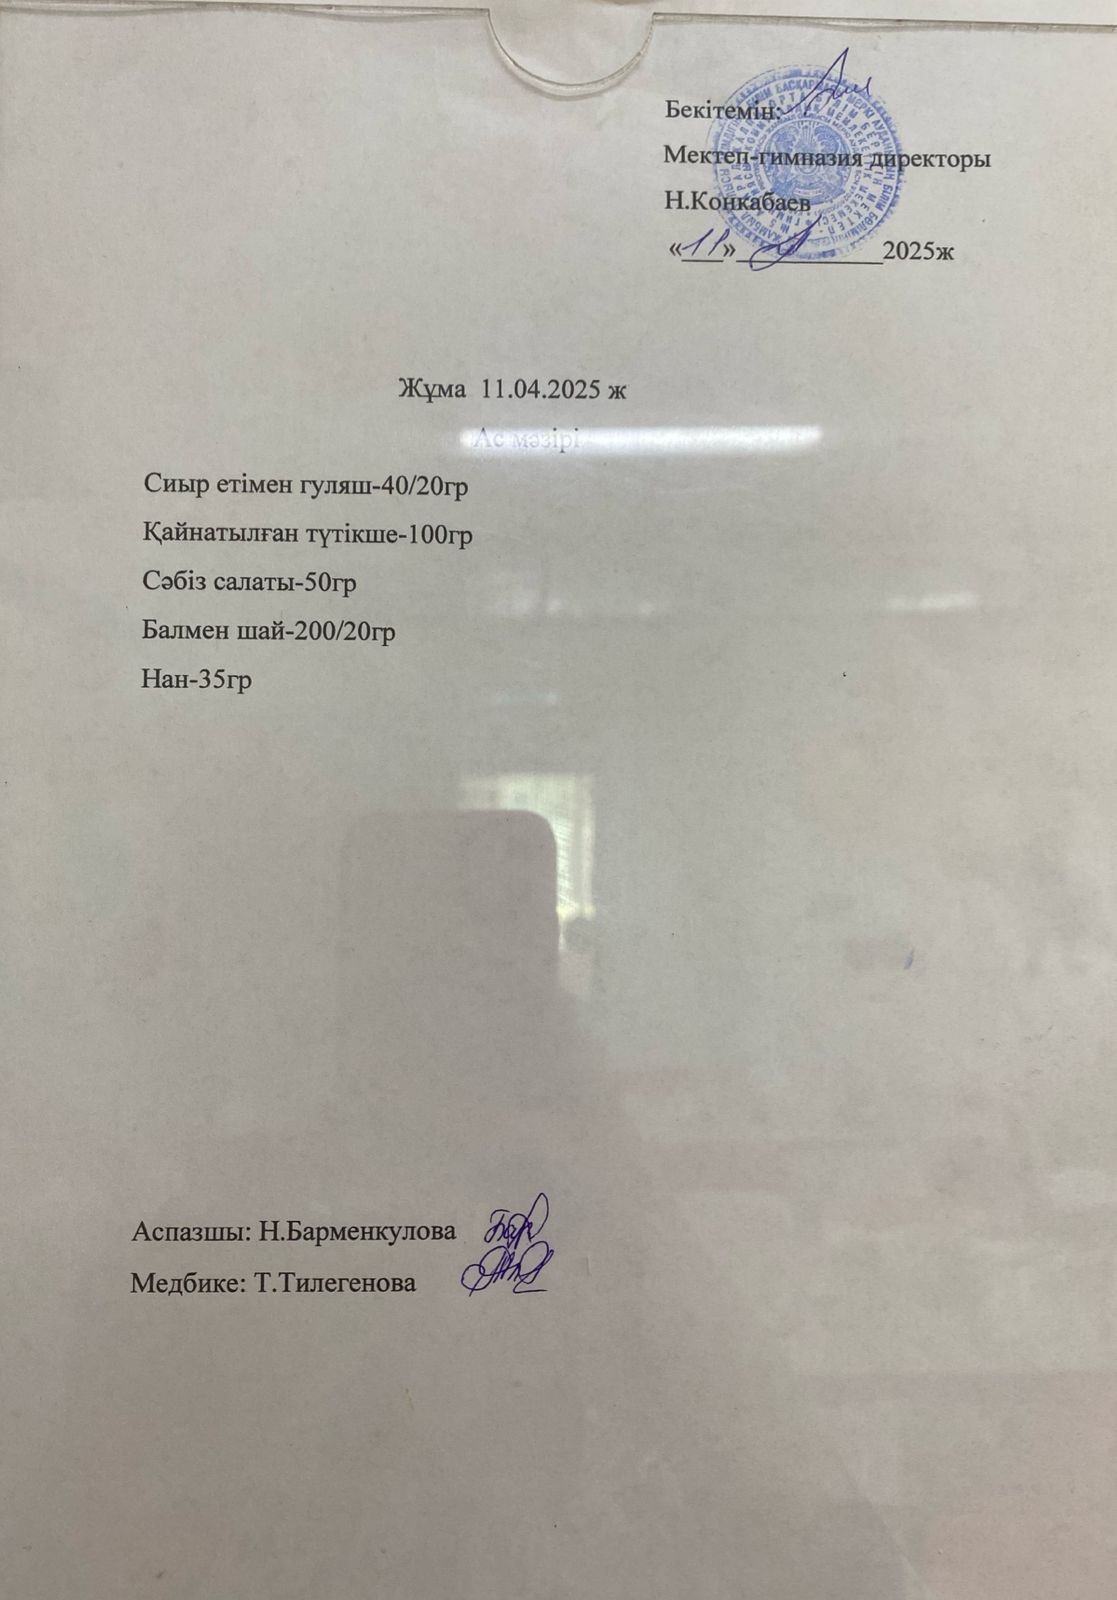 Бекітемін:
Мектеп-гимназия директоры
Н.Конкабаев
«11»____________2025ж
Жұма 11.04.2025 ж
Ас мәзірі
Сиыр етімен гуляш-40/20гр
Қайнатылған түтікше-100гр
Сәбіз салаты-50гр
Балмен шай-200/20гр
Нан-35гр
Аспазшы: Н.Барменкулова
Медбике: Т.Тилегенова